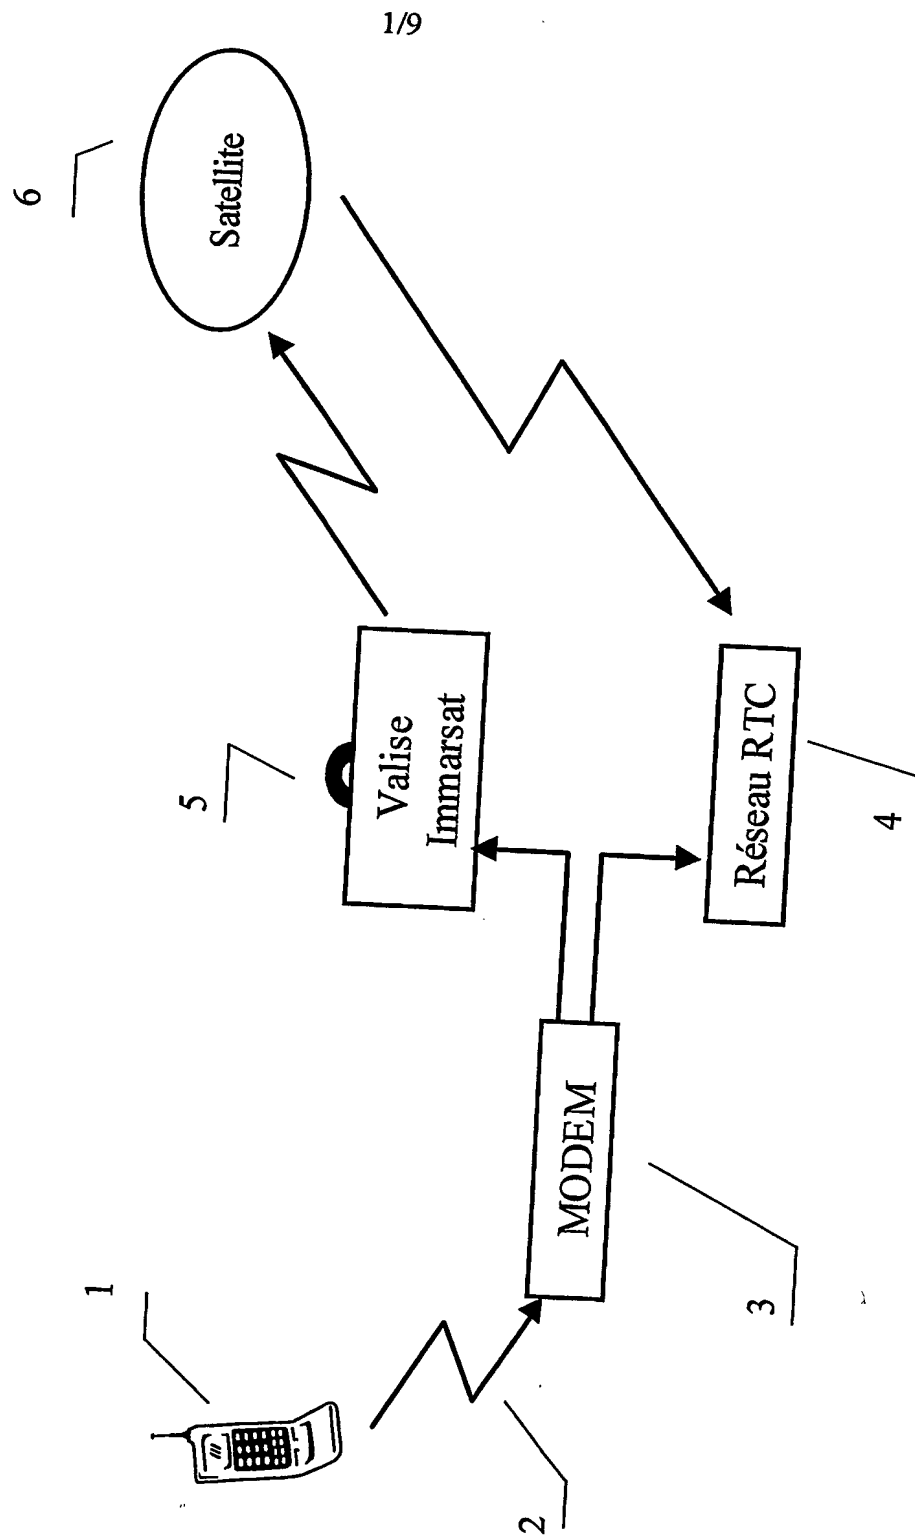 1/9
6
Satellite
5
Valise
Immarsat
Réseau RTC
4
MODEM
3
1
2